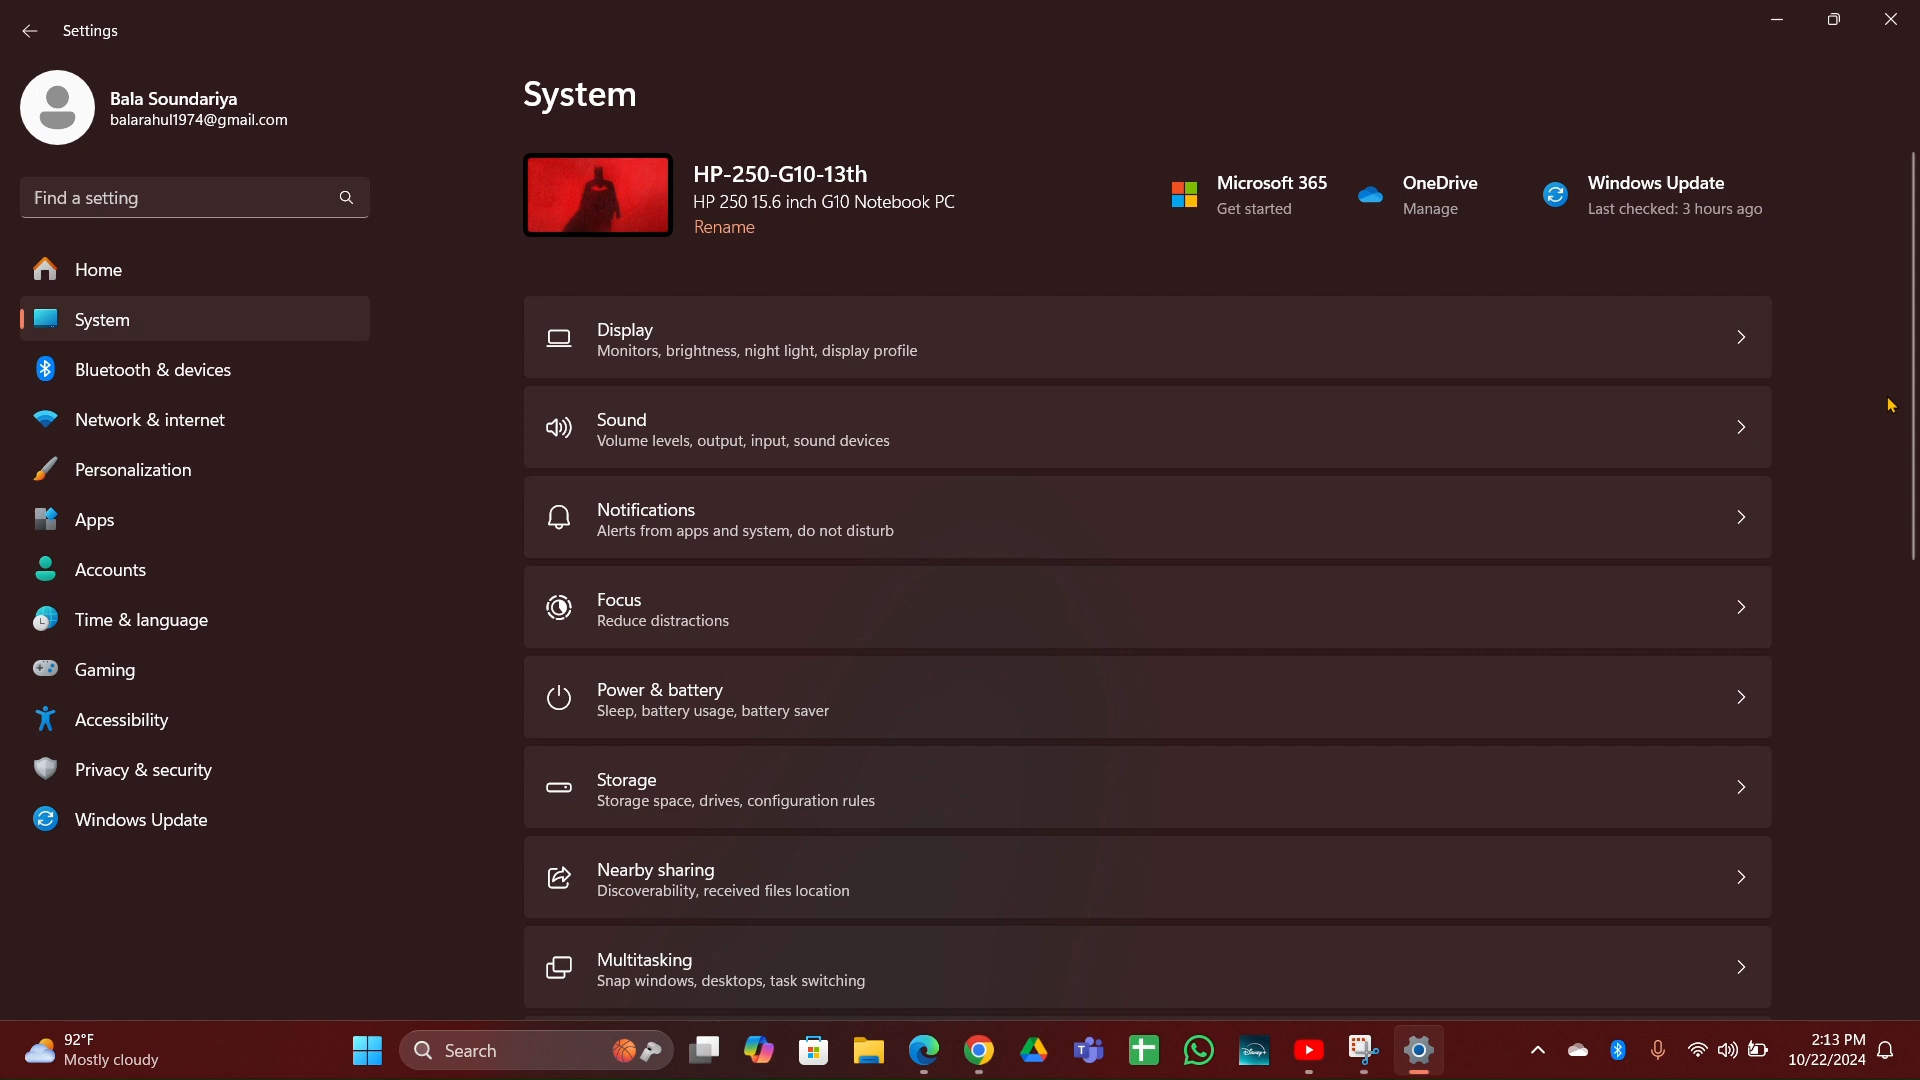 Settings
Bala Soundariya
balarahul1974@gmail.com
Find a setting
Home
System
Bluetooth & devices
Network & internet
Personalization
Apps
Accounts
Time & language
Gaming
Accessibility
Privacy & security
Windows Update
System
HP-250-G10-13th
HP 250 15.6 inch G10 Notebook PC
Rename
Microsoft 365
Get started
OneDrive
Manage
Windows Update
Last checked: 3 hours ago
Display
Monitors, brightness, night light, display profile
Sound
Volume levels, output, input, sound devices
Notifications
Alerts from apps and system, do not disturb
Focus
Reduce distractions
Power & battery
Sleep, battery usage, battery saver
Storage
Storage space, drives, configuration rules
Nearby sharing
Discoverability, received files location
Multitasking
Snap windows, desktops, task switching
92°F
Mostly cloudy
Search
Disney+
2:13 PM
10/22/2024